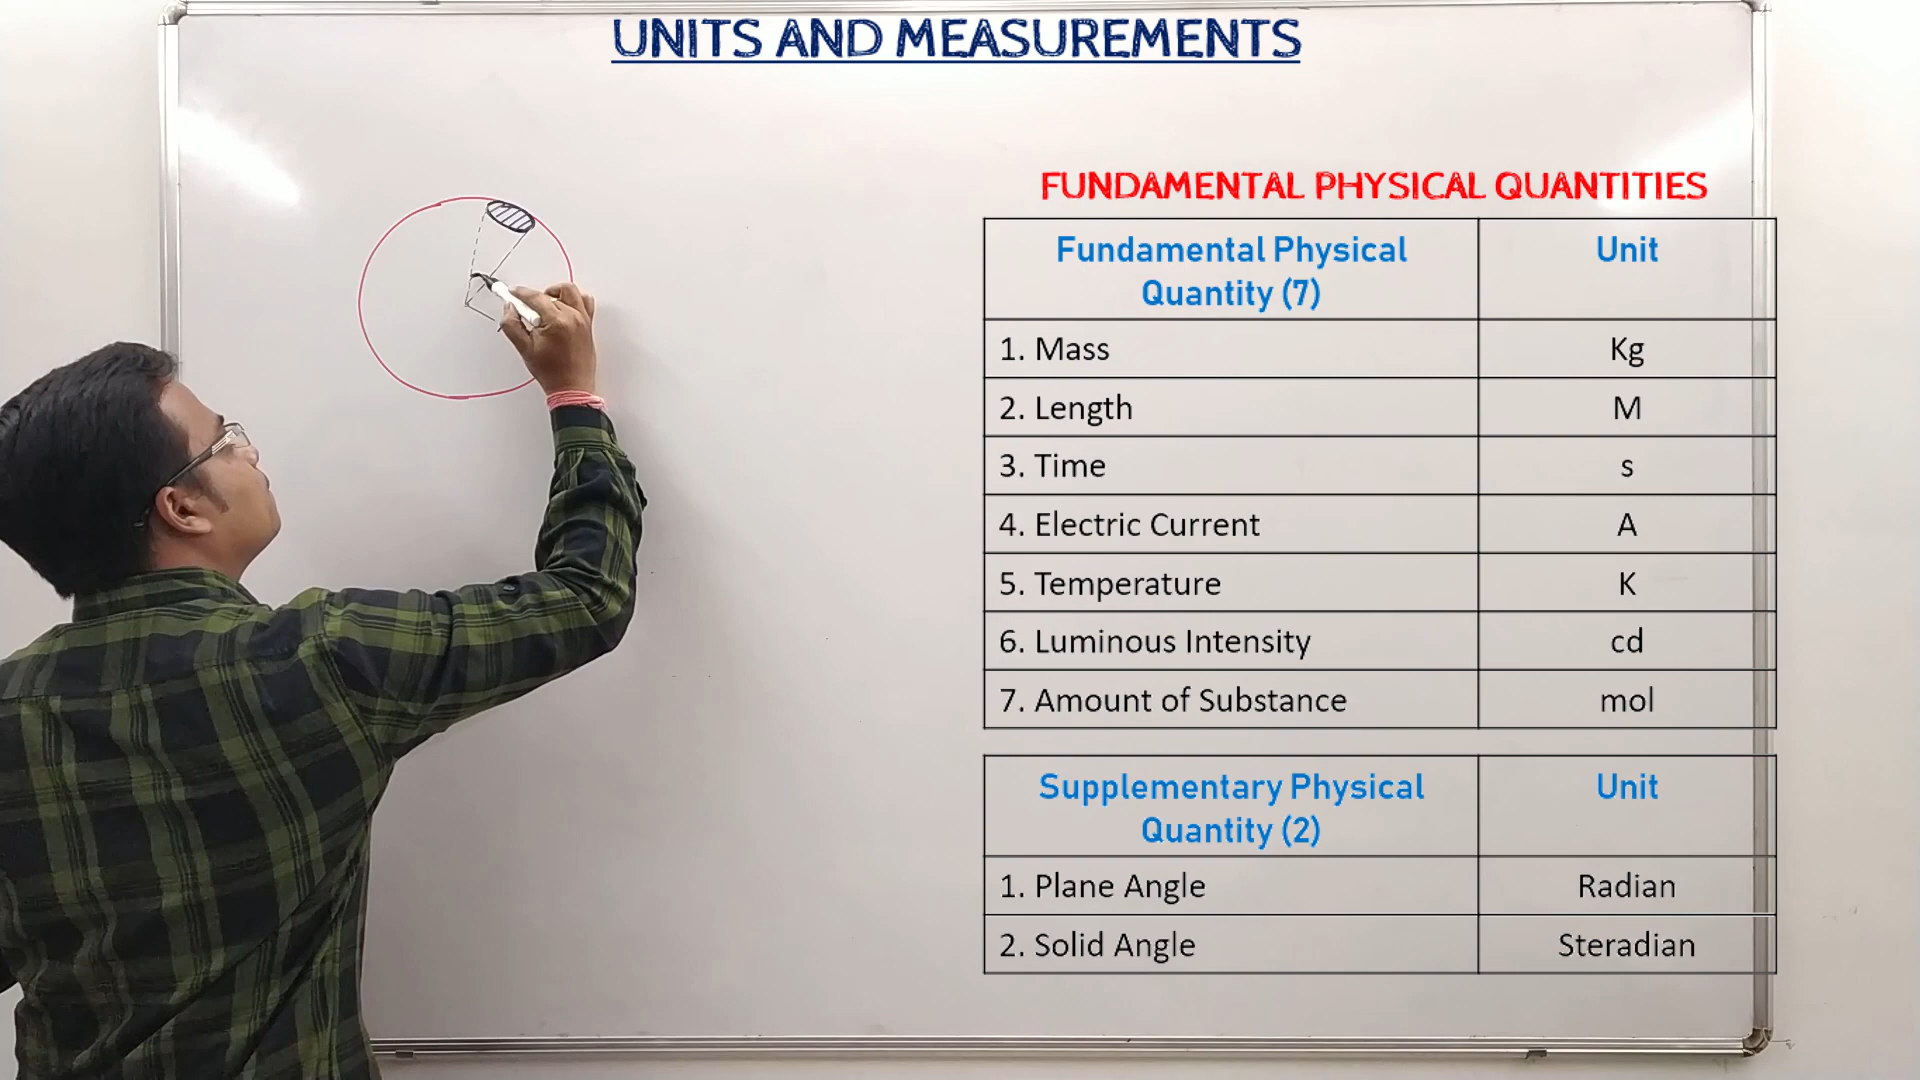 UNITS AND MEASUREMENTS
FUNDAMENTAL PHYSICAL QUANTITIES
Fundamental Physical Quantity (7) Unit
1. Mass Kg
2. Length M
3. Time s
4. Electric Current A
5. Temperature K
6. Luminous Intensity cd
7. Amount of Substance mol
Supplementary Physical Quantity (2) Unit
1. Plane Angle Radian
2. Solid Angle Steradian